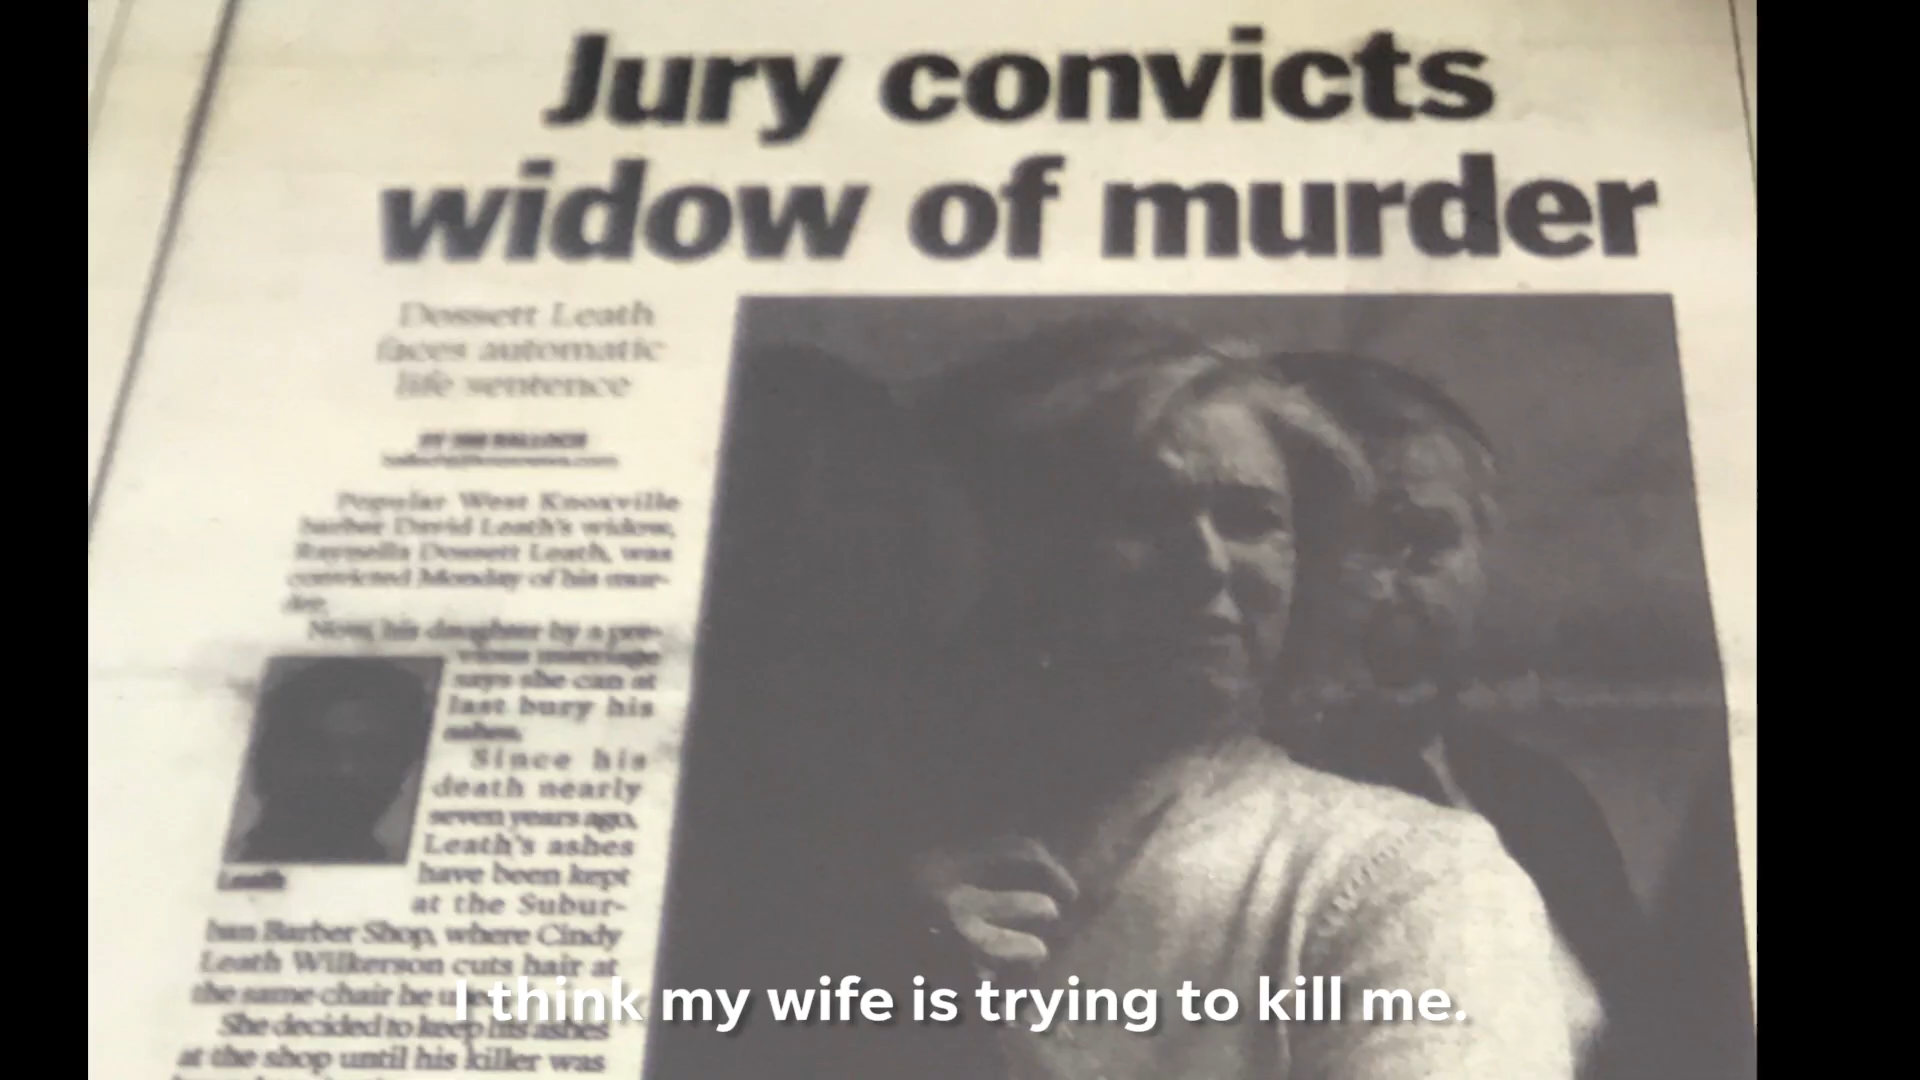 Jury convicts
widow of murder
Dossett Leath
faces automatic
life sentence
Popular West Knoxville
barber David Leath's widow,
Raynella Dossett Leath, was
convicted Monday of his mur-
der.
Now, his daughter by a pre-
vious marriage
says she can at
last bury his
ashes.
Since his
death nearly
seven years ago,
Leath's ashes
have been kept
at the Subur-
ban Barber Shop, where Cindy
Leath Wilkerson cuts hair at
the same chair he
She decided to keep his ashes
at the shop until his killer was
Leath
I think my wife is trying to kill me.